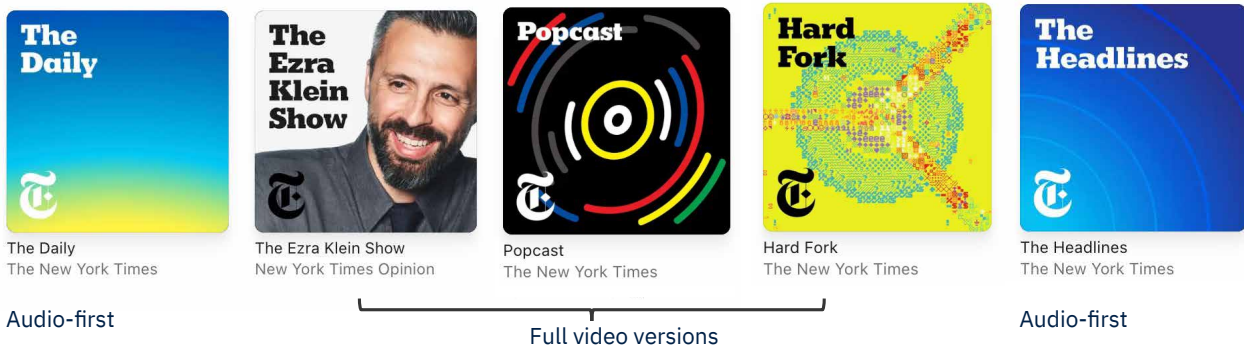 The
Daily
The Daily
The New York Times
Audio-first
The
Ezra
Klein
Show
The Ezra Klein Show
New York Times Opinion
Popcast
Popcast
The New York Times
Hard
Fork
Hard Fork
The New York Times
Full video versions
The
Headlines
The Headlines
The New York Times
Audio-first